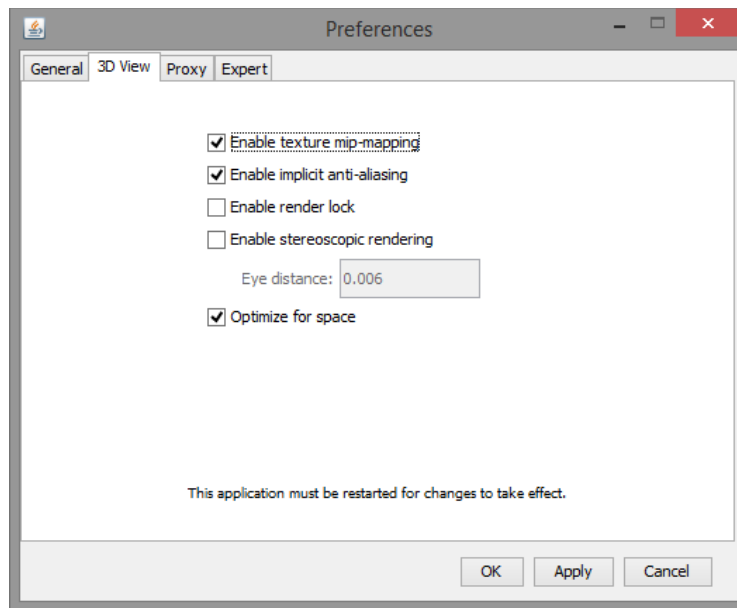 Preferences
General 3D View Proxy Expert
Enable texture mip-mapping
Enable implicit anti-aliasing
Enable render lock
Enable stereoscopic rendering
Eye distance: 0.006
Optimize for space
This application must be restarted for changes to take effect.
OK Apply Cancel